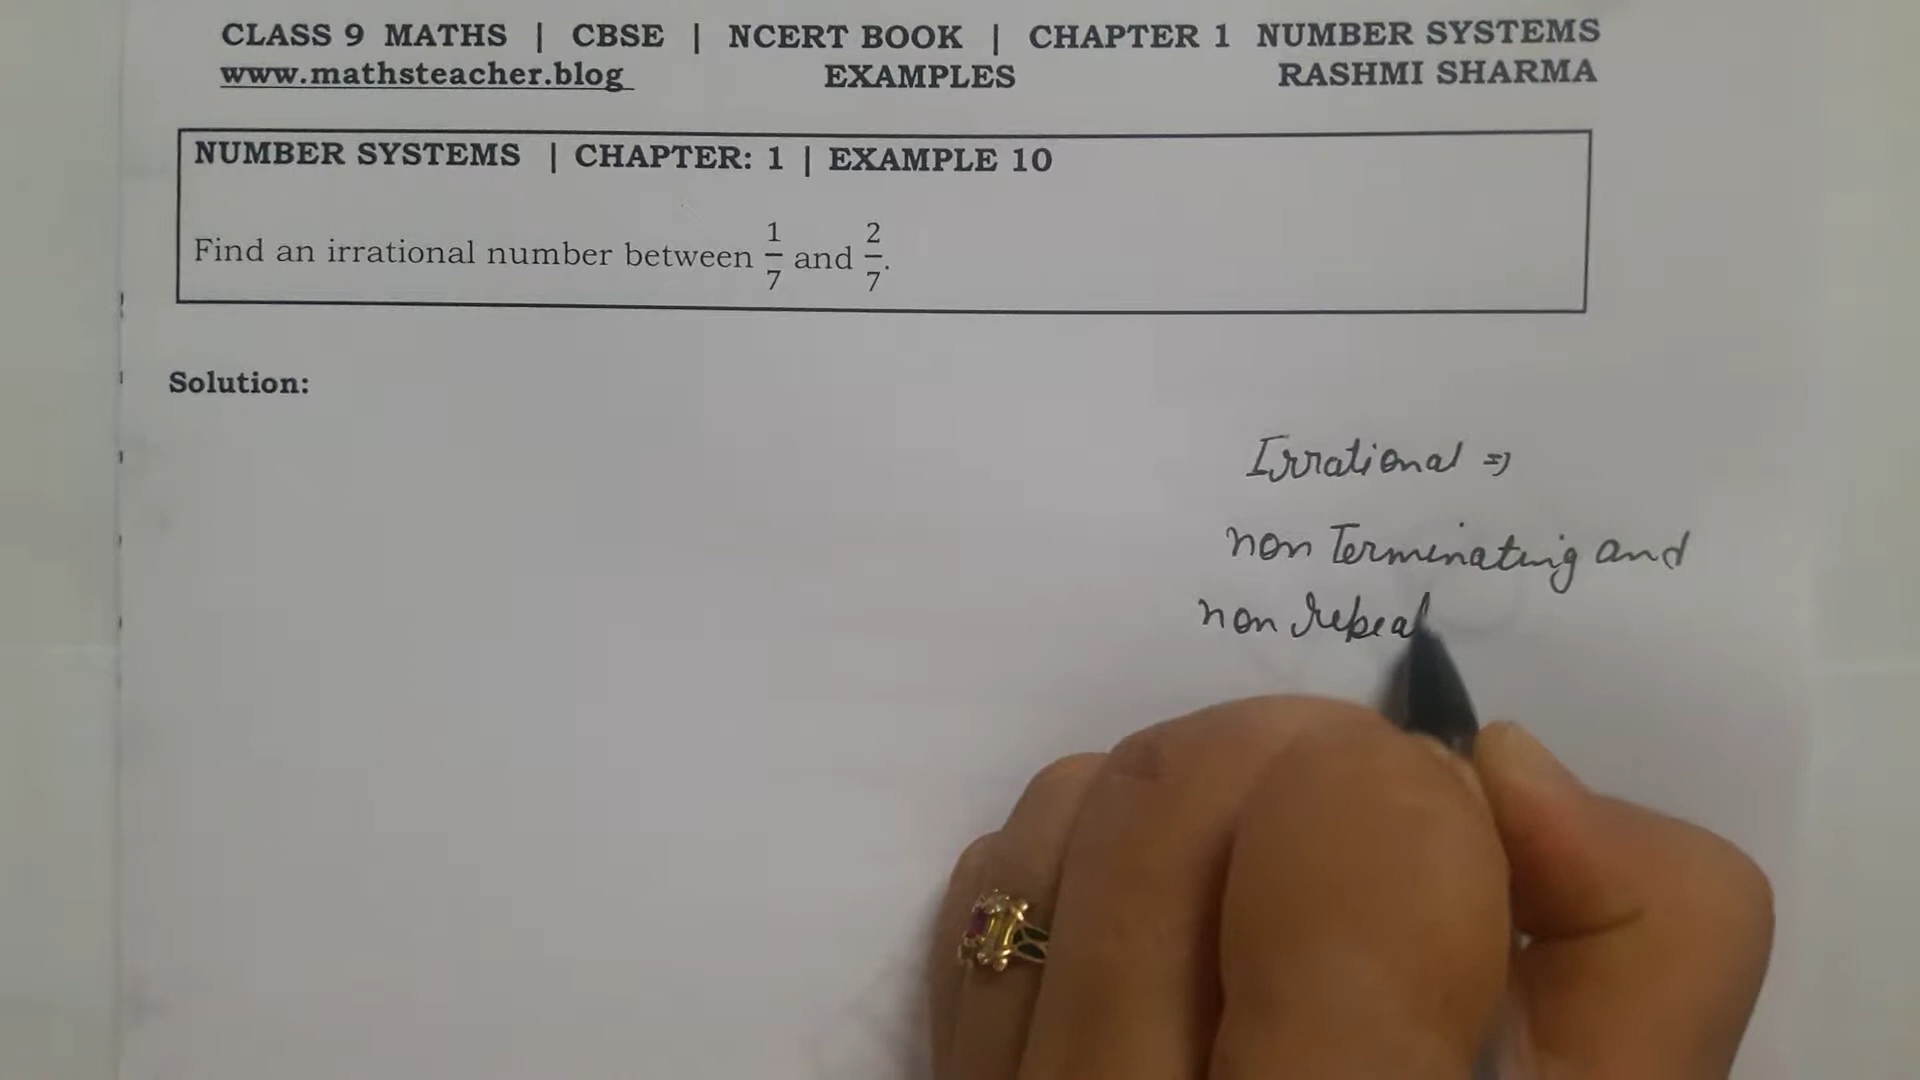 CLASS 9 MATHS | CBSE | NCERT BOOK | CHAPTER 1 NUMBER SYSTEMS
www.mathsteacher.blog EXAMPLES RASHMI SHARMA
NUMBER SYSTEMS | CHAPTER: 1 | EXAMPLE 10
Find an irrational number between 1/7 and 2/7.
Solution:
Irrational ⇒
non Terminating and
non repeat